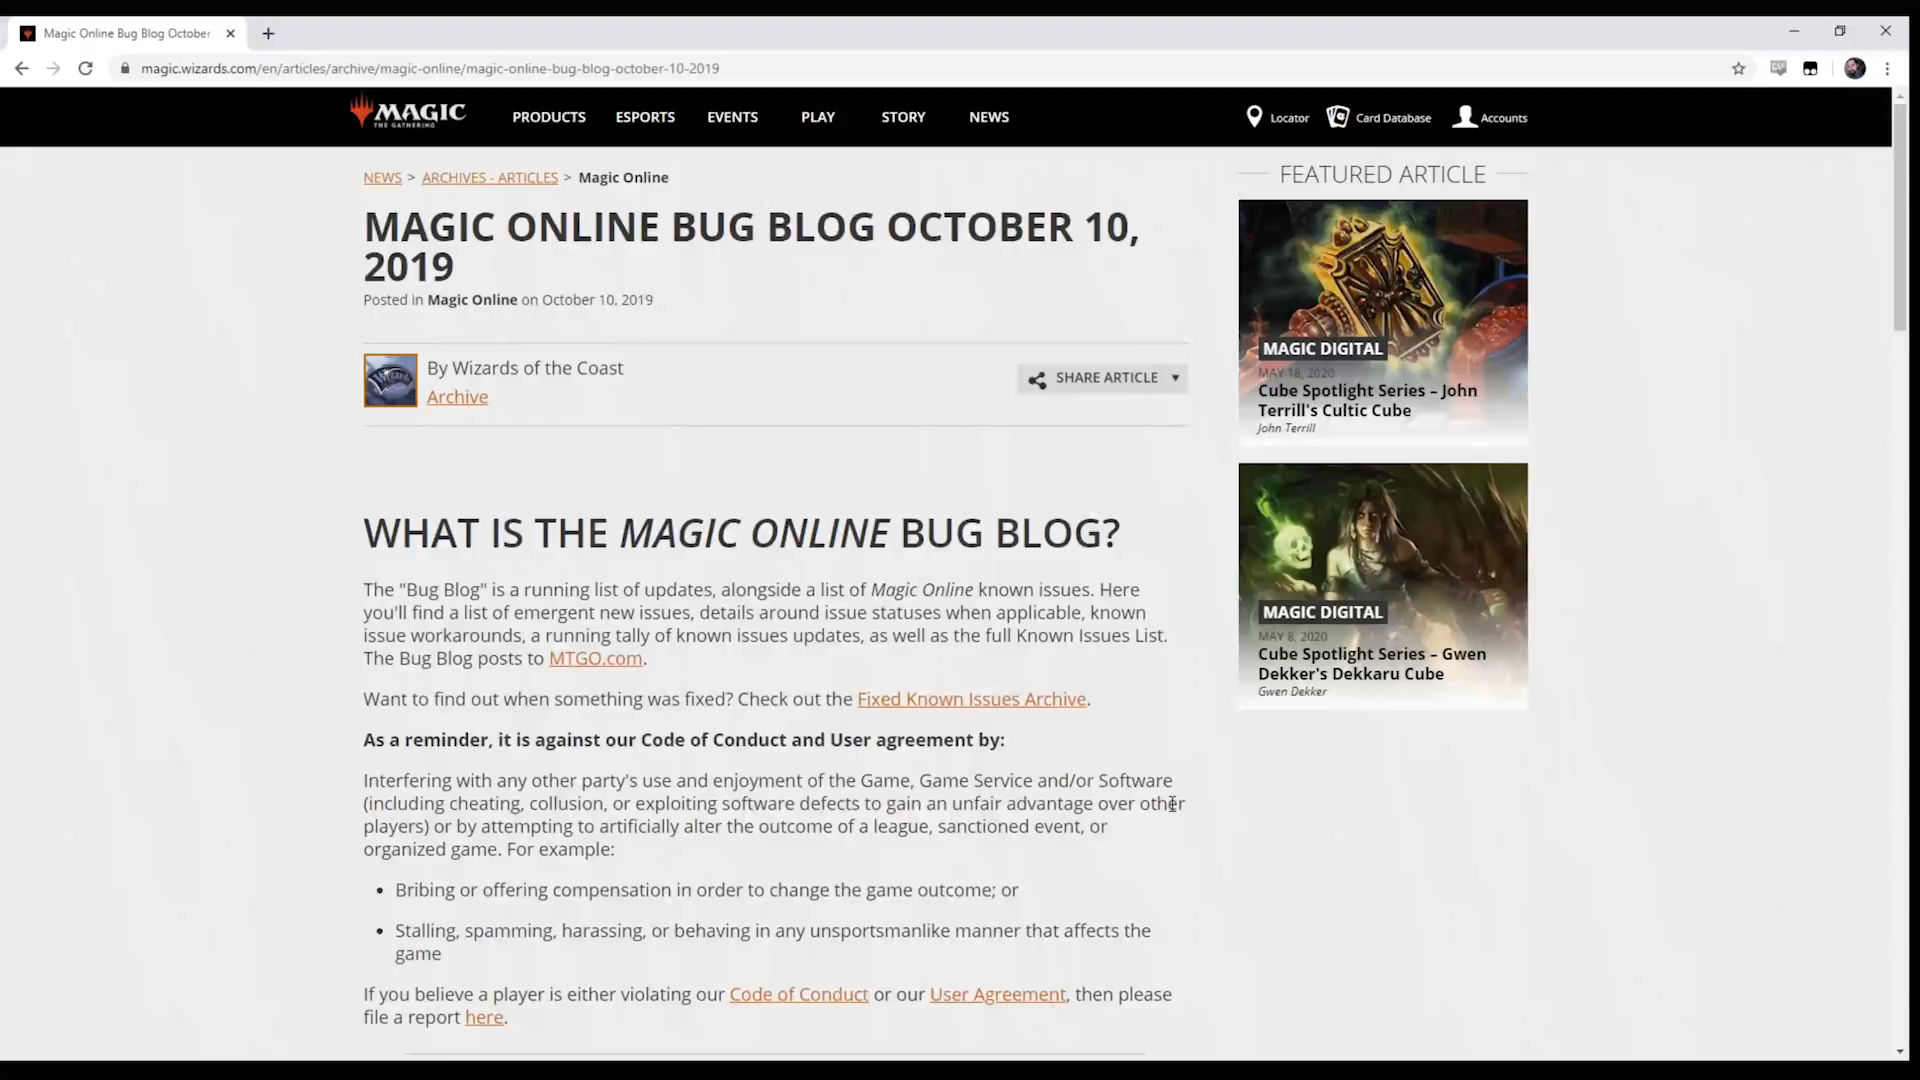 Magic Online Bug Blog October
magic.wizards.com/en/articles/archive/magic-online/magic-online-bug-blog-october-10-2019
MAGIC
THE GATHERING
PRODUCTS ESPORTS EVENTS PLAY STORY NEWS
Locator Card Database Accounts
NEWS > ARCHIVES - ARTICLES > Magic Online
MAGIC ONLINE BUG BLOG OCTOBER 10,
2019
Posted in Magic Online on October 10, 2019
By Wizards of the Coast
Archive
SHARE ARTICLE
WHAT IS THE MAGIC ONLINE BUG BLOG?
The "Bug Blog" is a running list of updates, alongside a list of Magic Online known issues. Here
you'll find a list of emergent new issues, details around issue statuses when applicable, known
issue workarounds, a running tally of known issues updates, as well as the full Known Issues List.
The Bug Blog posts to MTGO.com.
Want to find out when something was fixed? Check out the Fixed Known Issues Archive.
As a reminder, it is against our Code of Conduct and User agreement by:
Interfering with any other party's use and enjoyment of the Game, Game Service and/or Software
(including cheating, collusion, or exploiting software defects to gain an unfair advantage over other
players) or by attempting to artificially alter the outcome of a league, sanctioned event, or
organized game. For example:
• Bribing or offering compensation in order to change the game outcome; or
• Stalling, spamming, harassing, or behaving in any unsportsmanlike manner that affects the
game
If you believe a player is either violating our Code of Conduct or our User Agreement, then please
file a report here.
FEATURED ARTICLE
MAGIC DIGITAL
MAY 18, 2020
Cube Spotlight Series – John
Terrill's Cultic Cube
John Terrill
MAGIC DIGITAL
MAY 8, 2020
Cube Spotlight Series – Gwen
Dekker's Dekkaru Cube
Gwen Dekker